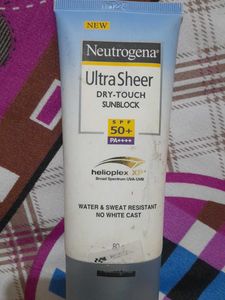 NEW
Neutrogena®
Ultra Sheer
DRY-TOUCH
SUNBLOCK
SPF
50+
PA++++
helioplex XP
Broad Spectrum UVA-UVB
WATER & SWEAT RESISTANT
NO WHITE CAST
80